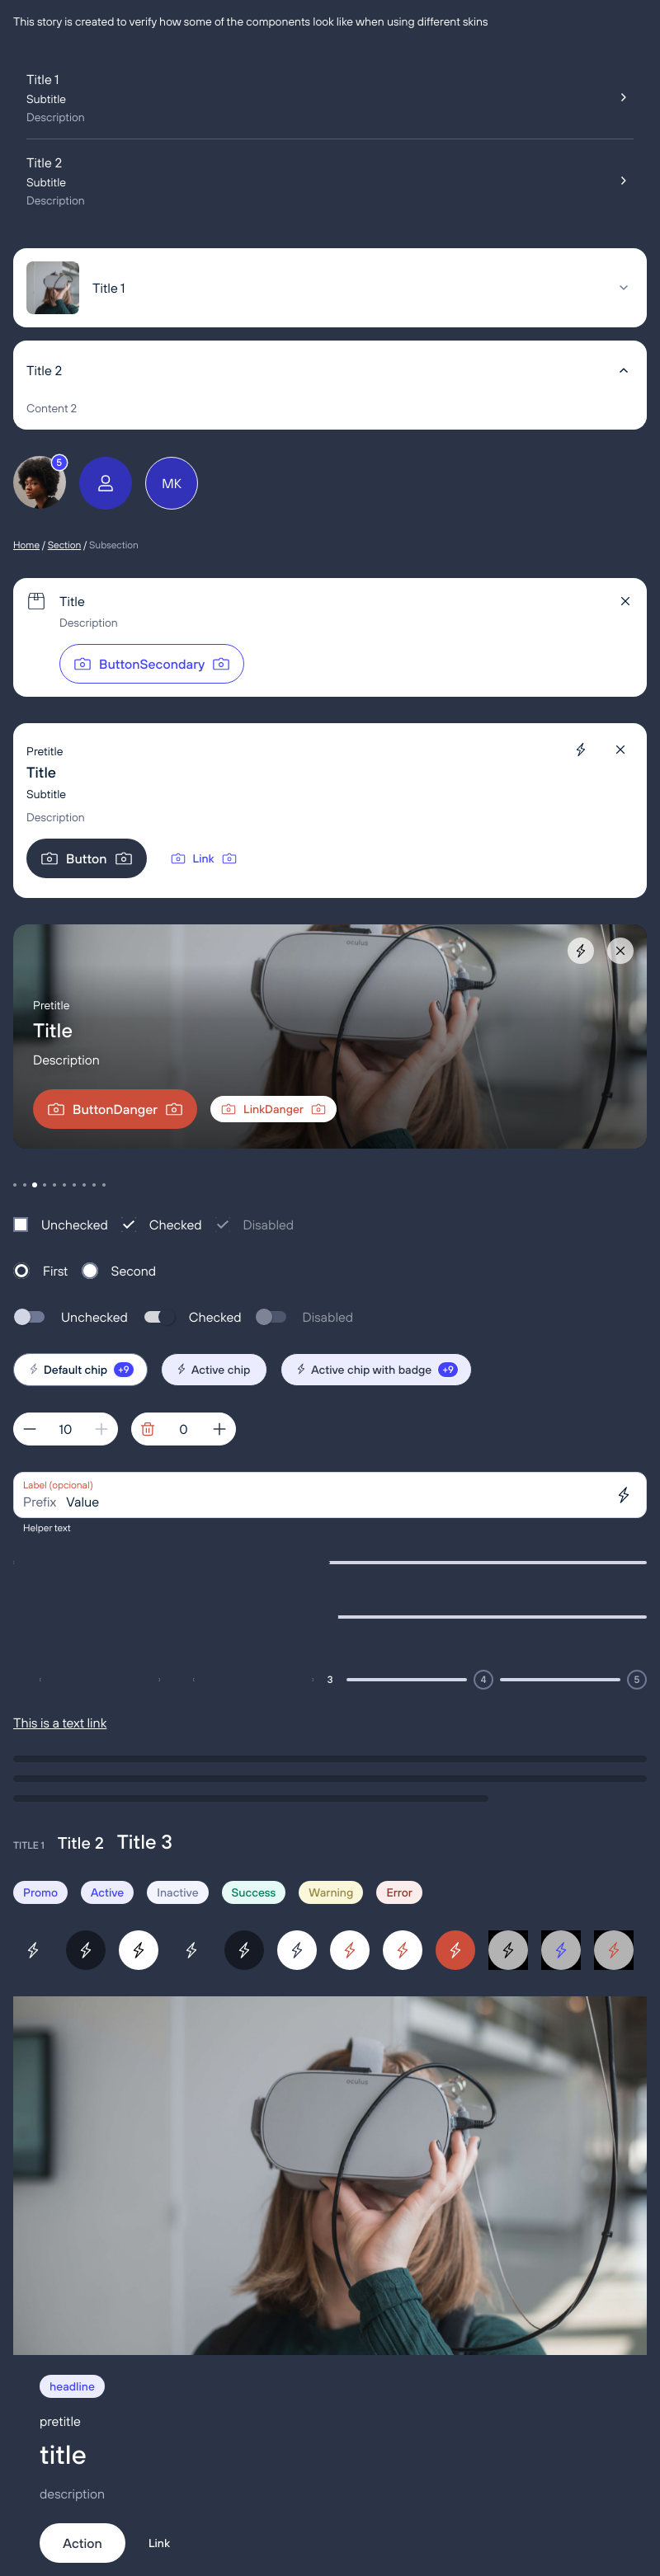 This story is created to verify how some of the components look like when using different skins
Title 1
Subtitle
Description
Title 2
Subtitle
Description
Title 1
Title 2
Content 2
5
MK
Home / Section / Subsection
Title
Description
ButtonSecondary
Pretitle
Title
Subtitle
Description
Button Link
oculus
Pretitle
Title
Description
ButtonDanger LinkDanger
Unchecked Checked Disabled
First Second
Unchecked Checked Disabled
Default chip +9 Active chip Active chip with badge +9
10 0
Label (opcional)
Prefix Value
Helper text
3 4 5
This is a text link
TITLE 1 Title 2 Title 3
Promo Active Inactive Success Warning Error
oculus
headline
pretitle
title
description
Action Link